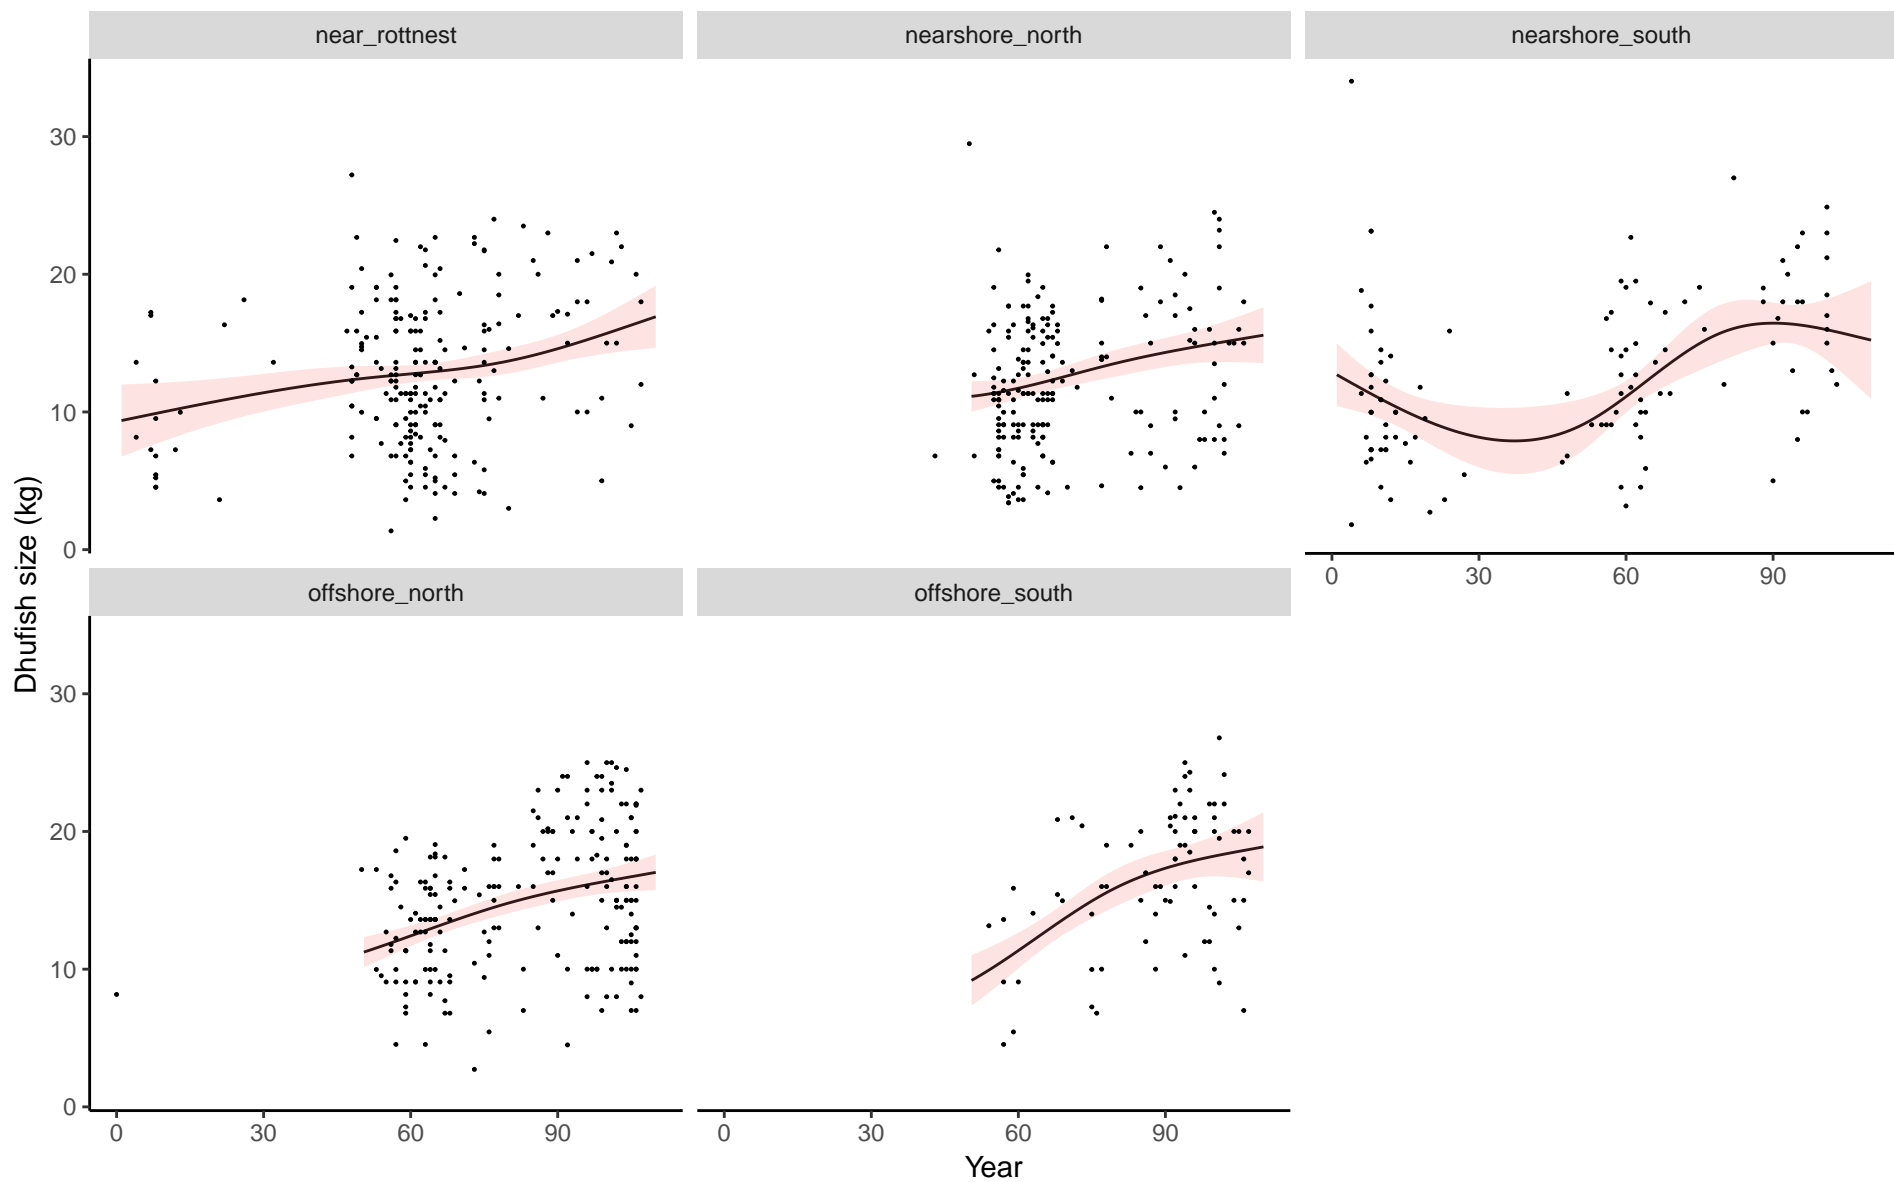 near_rottnest
nearshore_north
nearshore_south
30
20
10
0
0 30 60 90
offshore_north
offshore_south
Dhufish size (kg)
30
20
10
0
0 30 60 90
0 30 60 90
Year